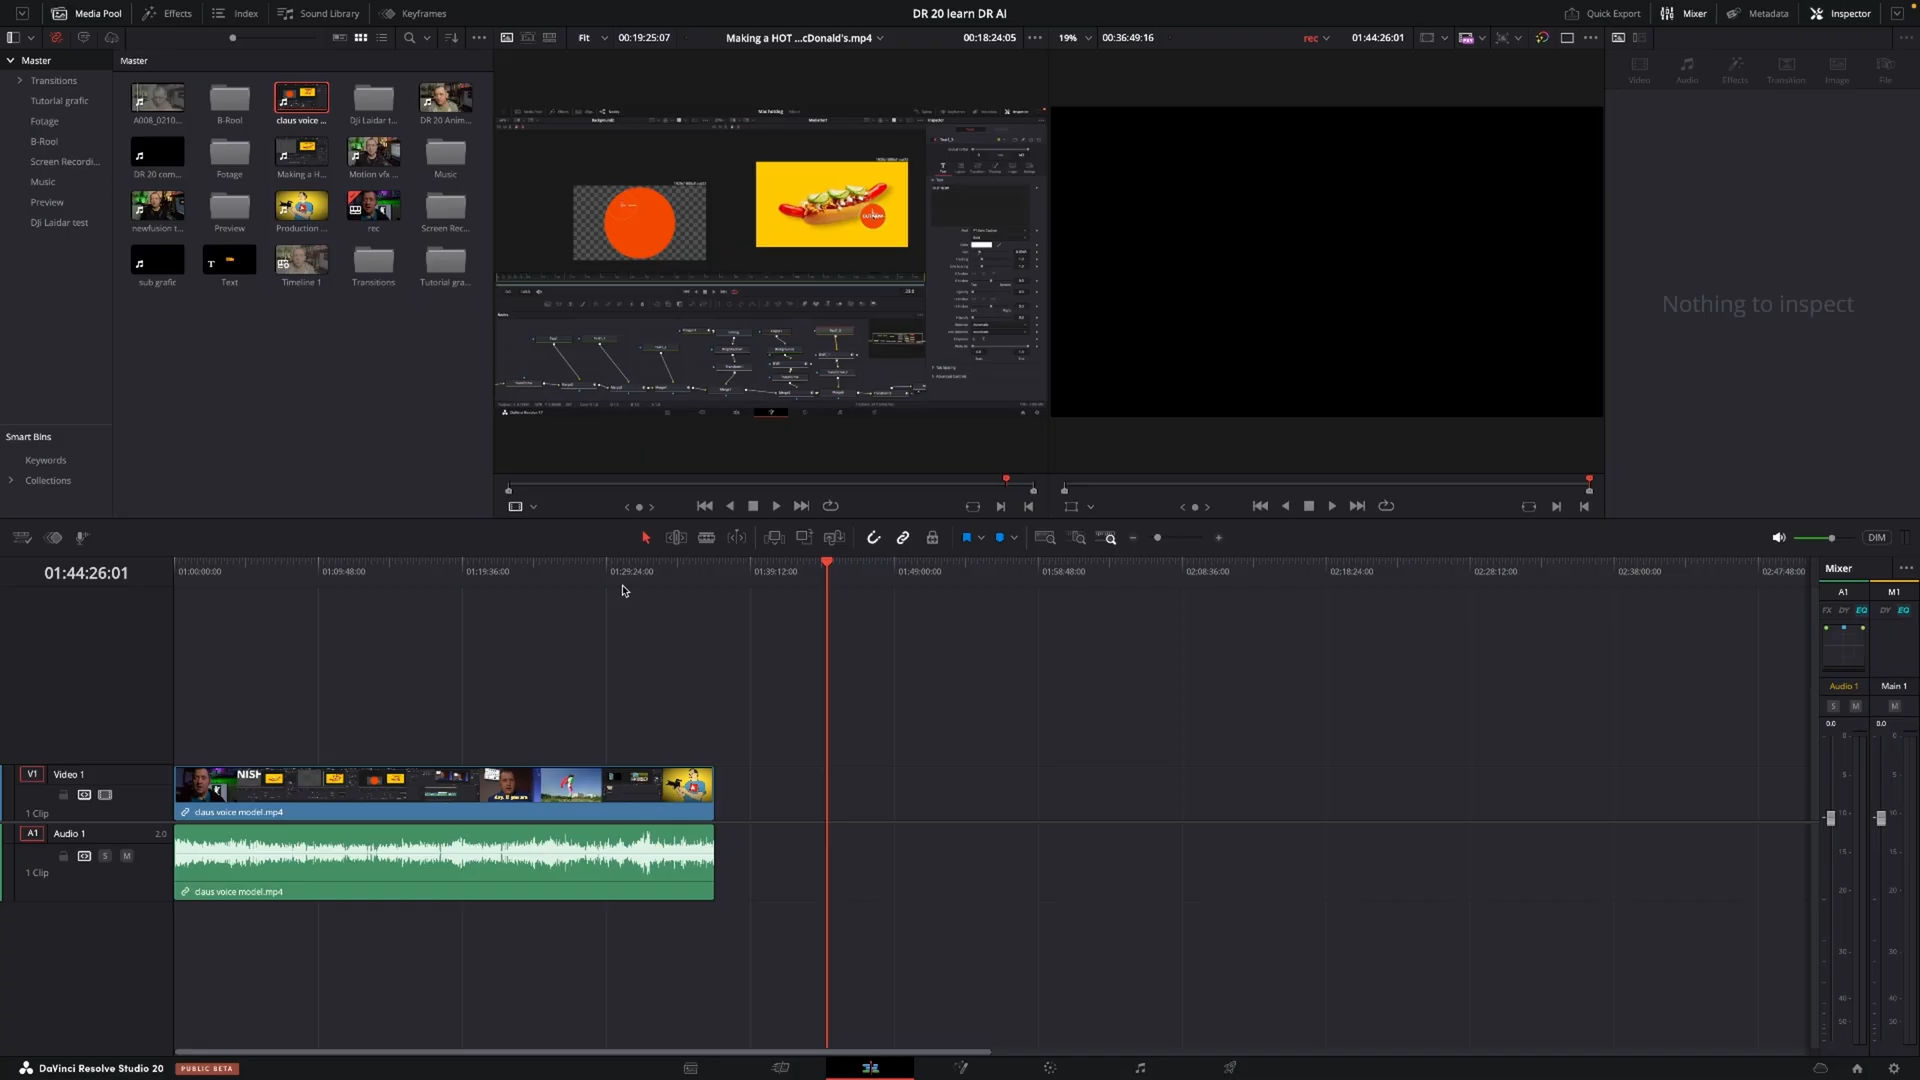 Media Pool
Effects
Index
Sound Library
Keyframes
DR 20 learn DR AI
Quick Export
Mixer
Metadata
Inspector
Fit
00:19:25:07
Making a HOT ...cDonald's.mp4
00:18:24:05
19%
00:36:49:16
rec
01:44:26:01
Video
Audio
Effects
Transition
Image
File
Master
Transitions
Tutorial grafic
Fotage
B-Rool
Screen Recordi...
Music
Preview
DJi Laidar test
Smart Bins
Keywords
Collections
Master
A008_0210...
B-Rool
claus voice ...
Dji Laidar t...
DR 20 Anim...
DR 20 com...
Fotage
Making a H...
Motion vfx ...
Music
newfusion t...
Preview
Production ...
rec
Screen Rec...
sub grafic
Text
Timeline 1
Transitions
Tutorial gra...
Nothing to inspect
01:44:26:01
01:00:00:00
01:09:48:00
01:19:36:00
01:29:24:00
01:39:12:00
01:49:00:00
01:58:48:00
02:08:36:00
02:18:24:00
02:28:12:00
02:38:00:00
02:47:48:00
DIM
Mixer
A1
M1
FX DY EQ
DY EQ
Audio 1
Main 1
S M
M
0.0
0.0
V1
Video 1
1 Clip
NISH
day, if you are
claus voice model.mp4
A1
Audio 1
2.0
S
M
1 Clip
claus voice model.mp4
DaVinci Resolve Studio 20
PUBLIC BETA